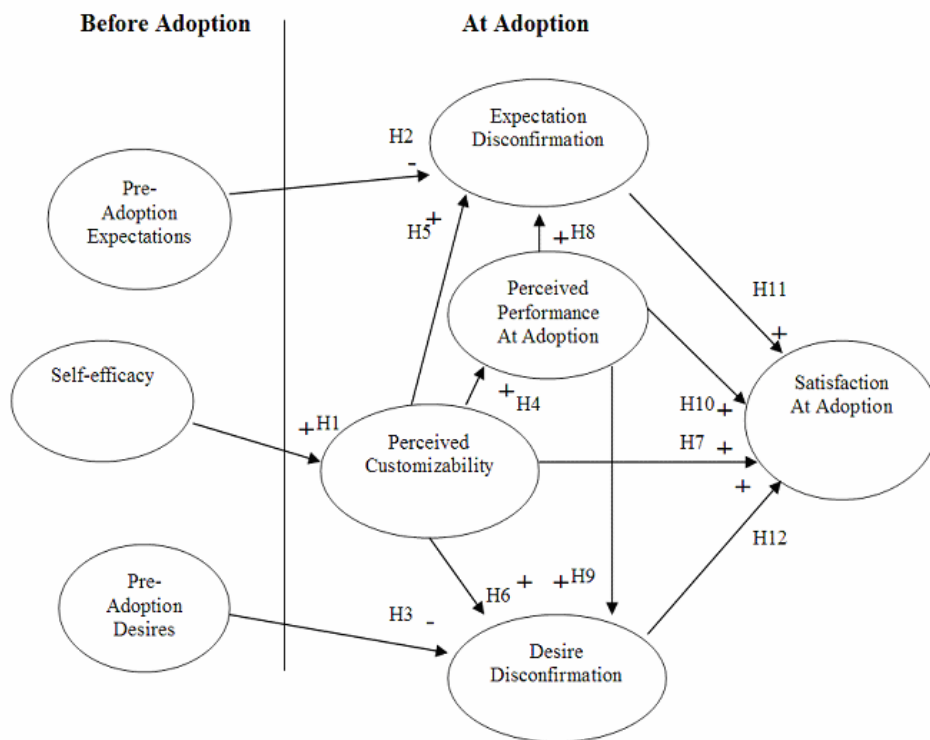 Before Adoption
At Adoption
Expectation
Disconfirmation
H2
-
Pre-
Adoption
Expectations
+
H5
+H8
Perceived
Performance
At Adoption
H11
+
Self-efficacy
+H1
+
H4
Satisfaction
At Adoption
H10
+
Perceived
Customizability
H7
+
+
H12
Pre-
Adoption
Desires
H6
+
+H9
H3
-
Desire
Disconfirmation